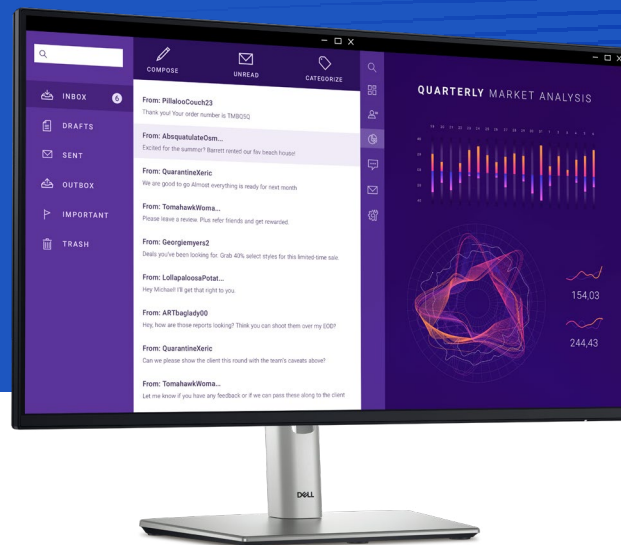 COMPOSE
UNREAD
CATEGORIZE
INBOX 6
DRAFTS
SENT
OUTBOX
IMPORTANT
TRASH
From: PillalooCouch23
Thank you! Your order number is TMBOSQ
From: AbsquatulateOsm...
Excited for the summer? Barrett rented our fav beach house!
From: QuarantineXeric
We are good to go Almost everything is ready for next month
From: TomahawkWoma...
Please leave a review. Plus refer friends and get rewarded.
From: Georgiemyers2
Deals you've been looking for. Grab 40% select styles for this limited-time sale.
From: LollapaloosaPotat...
Hey Michael! I'll get that right to you.
From: ARTbaglady00
Hey, how are those reports looking? Think you can shoot them over my EOD?
From: QuarantineXeric
Can we please show the client this round with the team's caveats above?
From: TomahawkWoma...
Let me know if you have any feedback or if we can pass these along to the client
QUARTERLY MARKET ANALYSIS
154,03
244,43
DELL